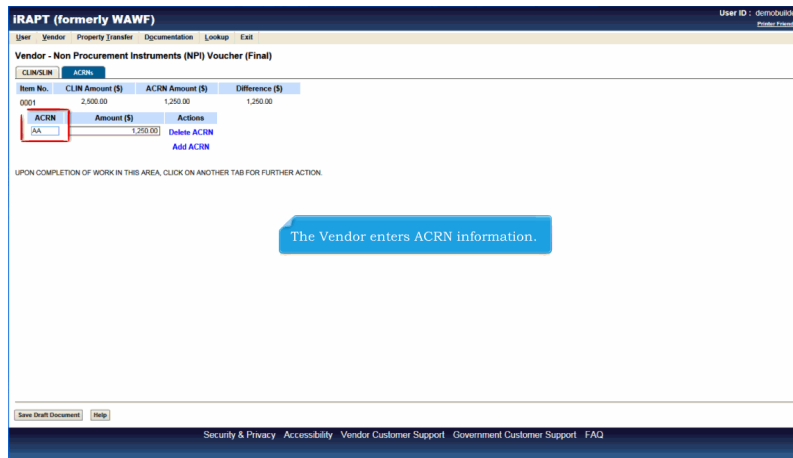 iRAPT (formerly WAWF)
User ID : demobuilde
Printer Frien
User Vendor Property Transfer Documentation Lookup Exit
Vendor - Non Procurement Instruments (NPI) Voucher (Final)
CLIN/SLIN ACRNs
Item No. CLIN Amount ($) ACRN Amount ($) Difference ($)
0001 2,500.00 1,250.00 1,250.00
ACRN Amount ($) Actions
AA 1,250.00 Delete ACRN
Add ACRN
UPON COMPLETION OF WORK IN THIS AREA, CLICK ON ANOTHER TAB FOR FURTHER ACTION.
The Vendor enters ACRN information.
Save Draft Document Help
Security & Privacy Accessibility Vendor Customer Support Government Customer Support FAQ